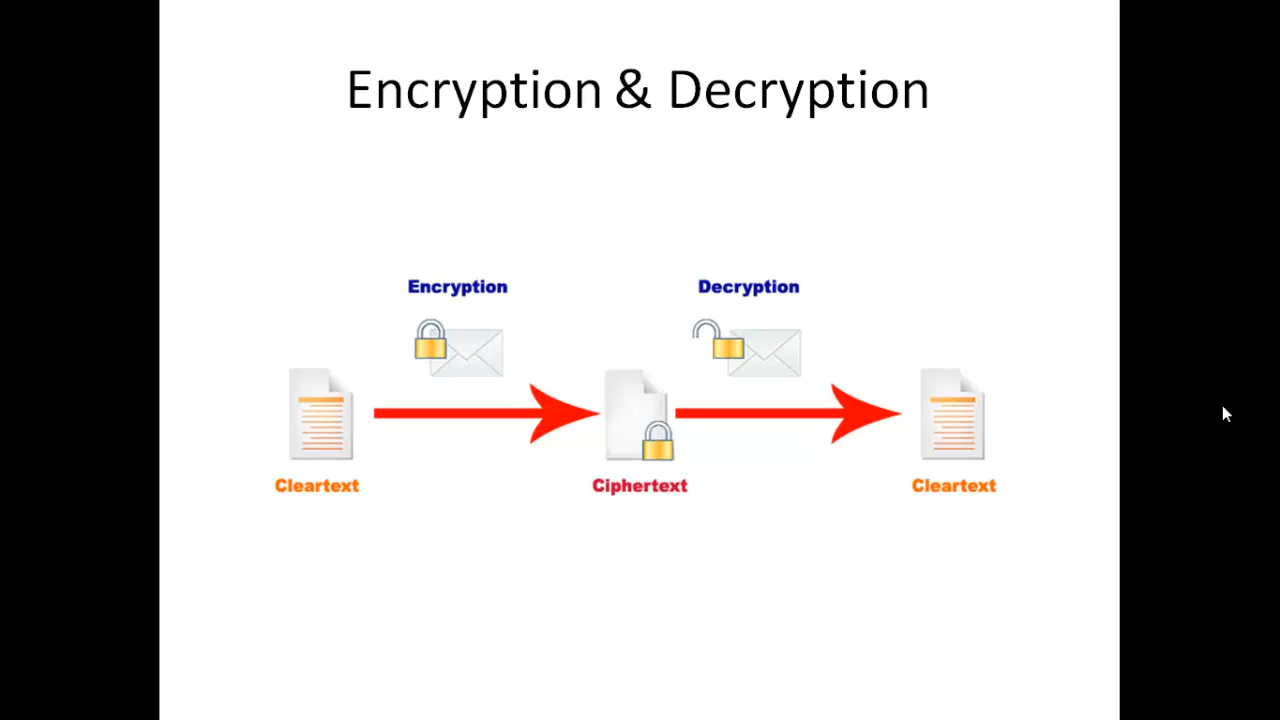 Encryption & Decryption
Encryption
Decryption
Cleartext
Ciphertext
Cleartext